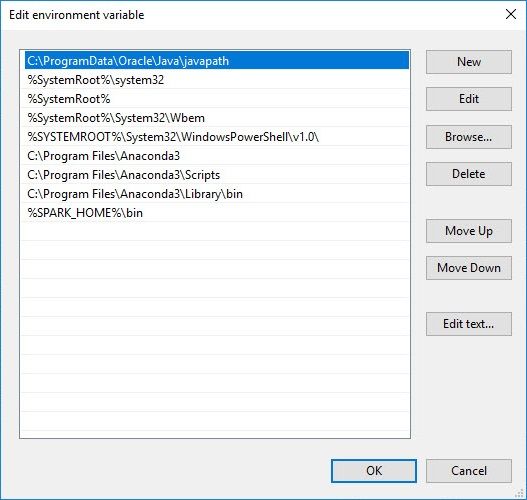 Edit environment variable
C:\ProgramData\Oracle\Java\javapath
%SystemRoot%\system32
%SystemRoot%
%SystemRoot%\System32\Wbem
%SYSTEMROOT%\System32\WindowsPowerShell\v1.0\
C:\Program Files\Anaconda3
C:\Program Files\Anaconda3\Scripts
C:\Program Files\Anaconda3\Library\bin
%SPARK_HOME%\bin
New
Edit
Browse...
Delete
Move Up
Move Down
Edit text...
OK
Cancel